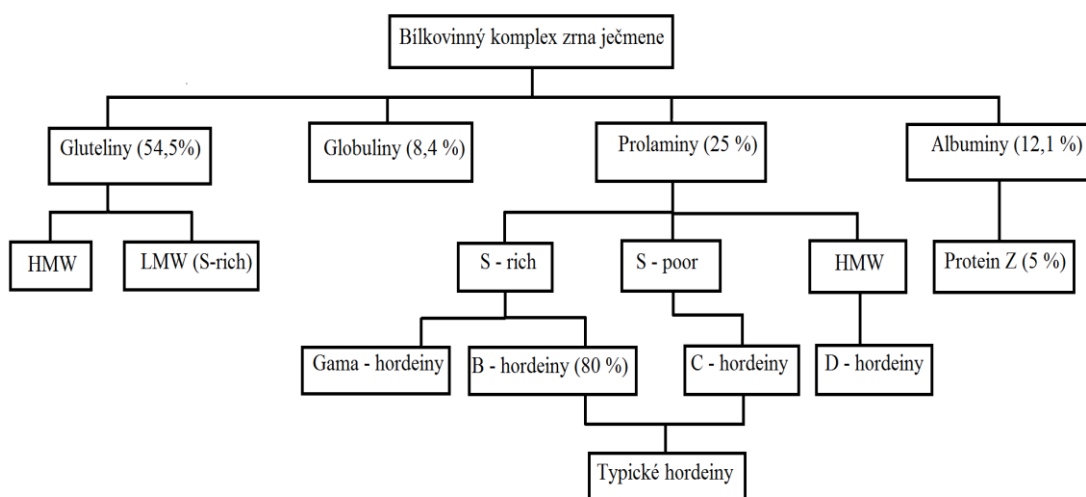 Bílkovinný komplex zrna ječmene
Gluteliny (54,5%)
Globuliny (8,4 %)
Prolaminy (25 %)
Albuminy (12,1 %)
HMW
LMW (S-rich)
S - rich
S - poor
HMW
Protein Z (5 %)
Gama - hordeiny
B - hordeiny (80 %)
C - hordeiny
D - hordeiny
Typické hordeiny